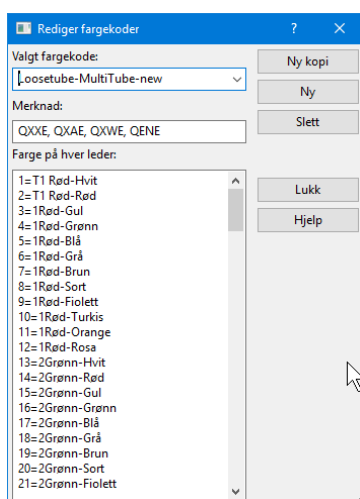 Rediger fargekoder
Valgt fargekode:
Loosetube-MultiTube-new
Merknad:
QXXE, QXAE, QXWE, QENE
Farge på hver leder:
1=T1 Rød-Hvit
2=T1 Rød-Rød
3=1Rød-Gul
4=1Rød-Grønn
5=1Rød-Blå
6=1Rød-Grå
7=1Rød-Brun
8=1Rød-Sort
9=1Rød-Fiolett
10=1Rød-Turkis
11=1Rød-Orange
12=1Rød-Rosa
13=2Grønn-Hvit
14=2Grønn-Rød
15=2Grønn-Gul
16=2Grønn-Grønn
17=2Grønn-Blå
18=2Grønn-Grå
19=2Grønn-Brun
20=2Grønn-Sort
21=2Grønn-Fiolett
Ny kopi
Ny
Slett
Lukk
Hjelp